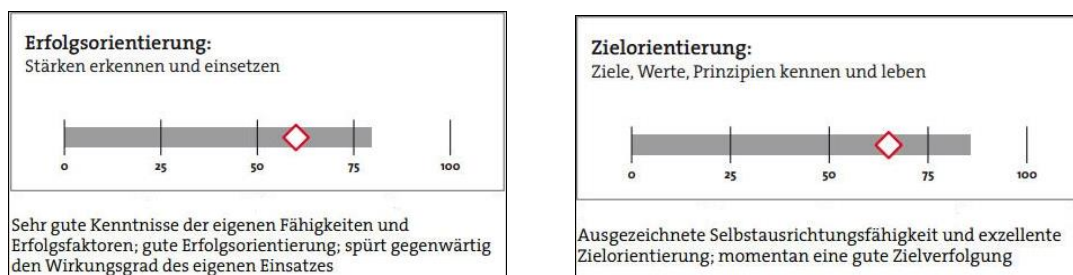 Erfolgsorientierung:
Stärken erkennen und einsetzen
0 25 50 75 100
Sehr gute Kenntnisse der eigenen Fähigkeiten und
Erfolgsfaktoren; gute Erfolgsorientierung; spürt gegenwärtig
den Wirkungsgrad des eigenen Einsatzes
Zielorientierung:
Ziele, Werte, Prinzipien kennen und leben
0 25 50 75 100
Ausgezeichnete Selbstausrichtungsfähigkeit und exzellente
Zielorientierung; momentan eine gute Zielverfolgung